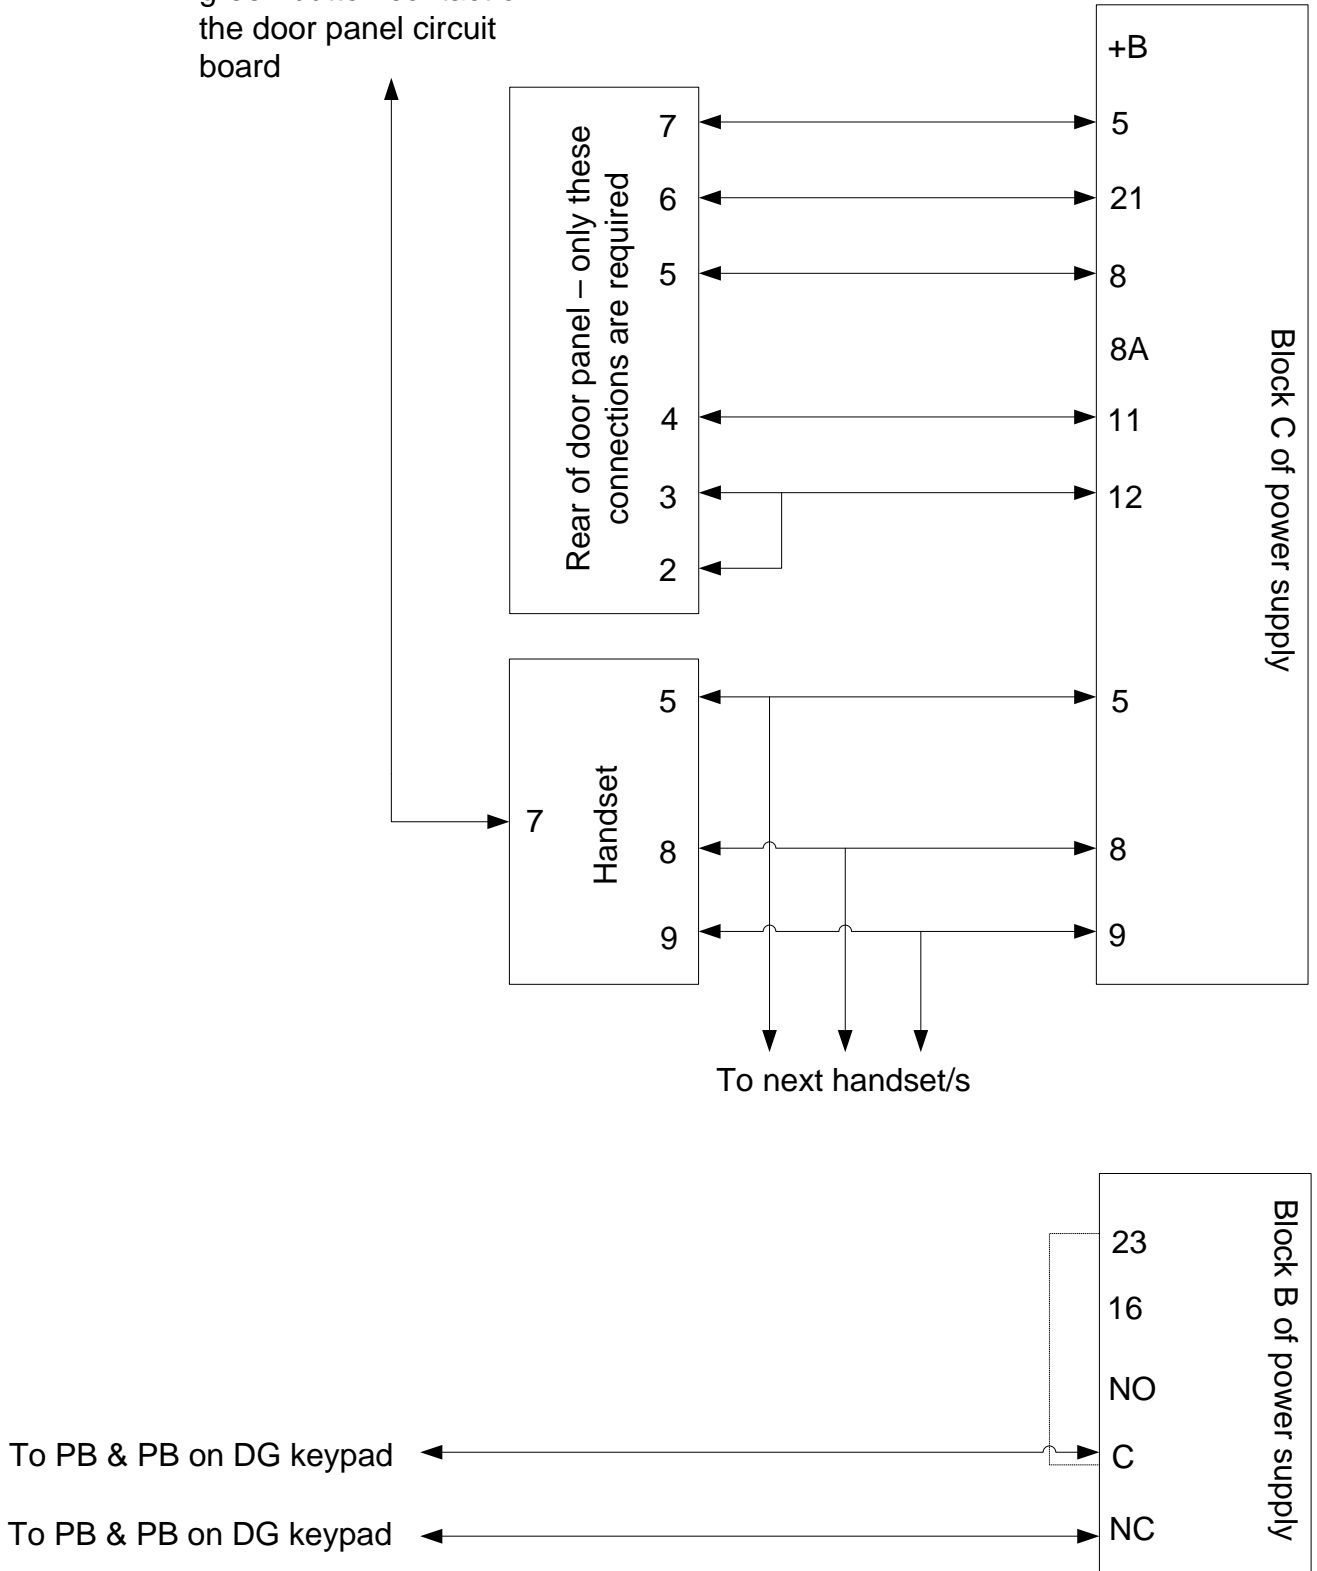 the door panel circuit
board
+B
7
5
6
21
5
8
8A
4
11
3
12
2
Rear of door panel – only these
connections are required
Block C of power supply
5
5
7
Handset
8
8
9
9
To next handset/s
Block B of power supply
23
16
NO
To PB & PB on DG keypad
C
To PB & PB on DG keypad
NC